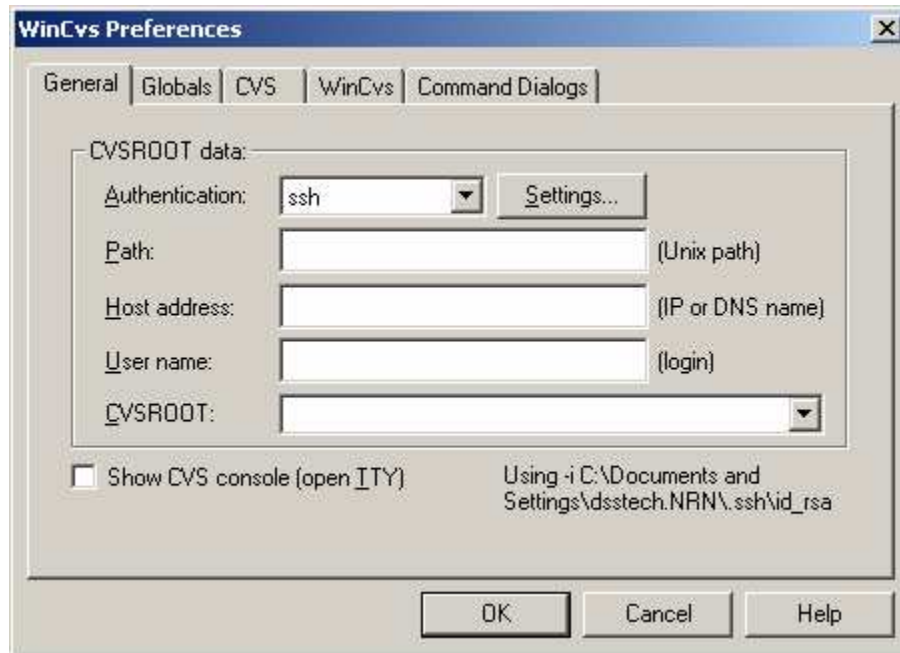 WinCvs Preferences
General Globals CVS WinCvs Command Dialogs
CVSROOT data:
Authentication: ssh Settings...
Path: (Unix path)
Host address: (IP or DNS name)
User name: (login)
CVSROOT:
Show CVS console (open TTY)
Using -i C:\Documents and
Settings\dsstech.NRN\.ssh\id_rsa
OK Cancel Help